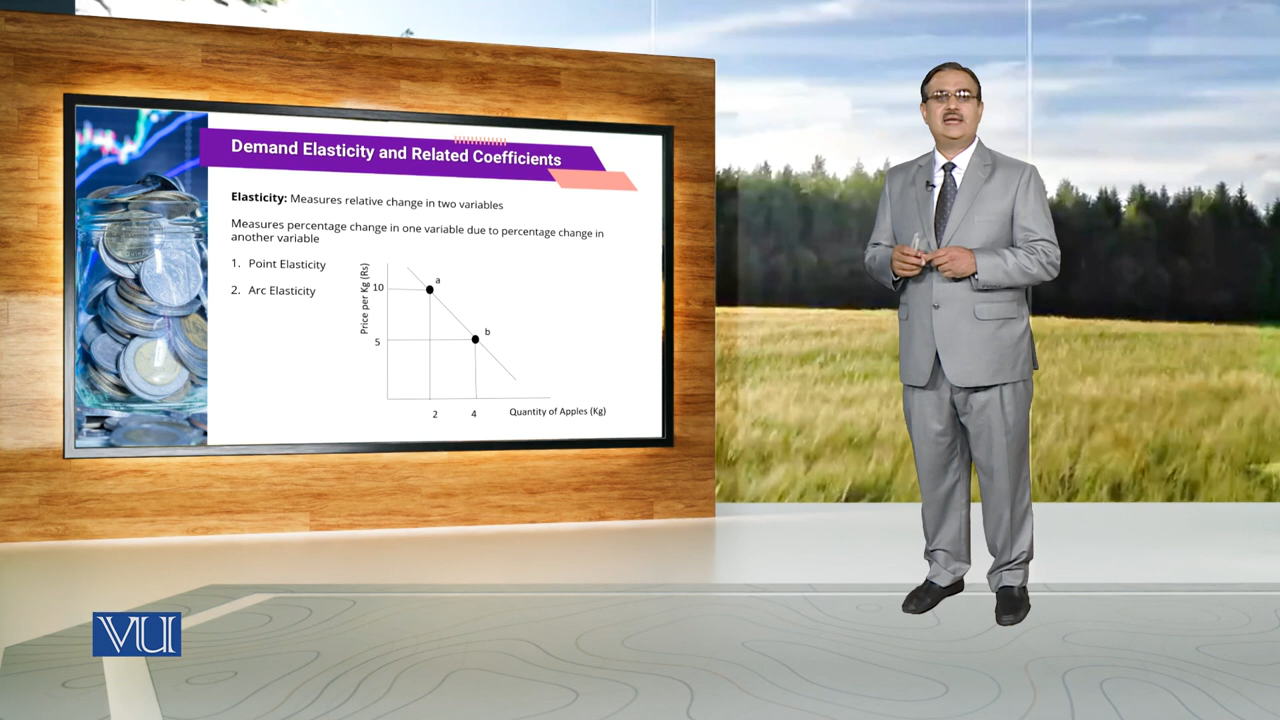 Demand Elasticity and Related Coefficients
Elasticity: Measures relative change in two variables
Measures percentage change in one variable due to percentage change in
another variable
1. Point Elasticity
2. Arc Elasticity
Price per Kg (Rs)
10
a
b
5
2 4 Quantity of Apples (Kg)
VU